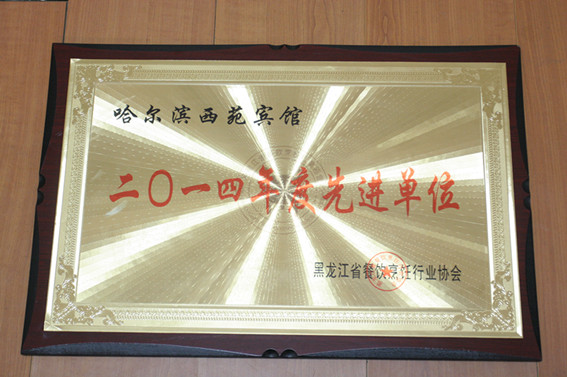 哈尔滨西苑宾馆
二〇一四年度先进单位
黑龙江省餐饮烹饪行业协会